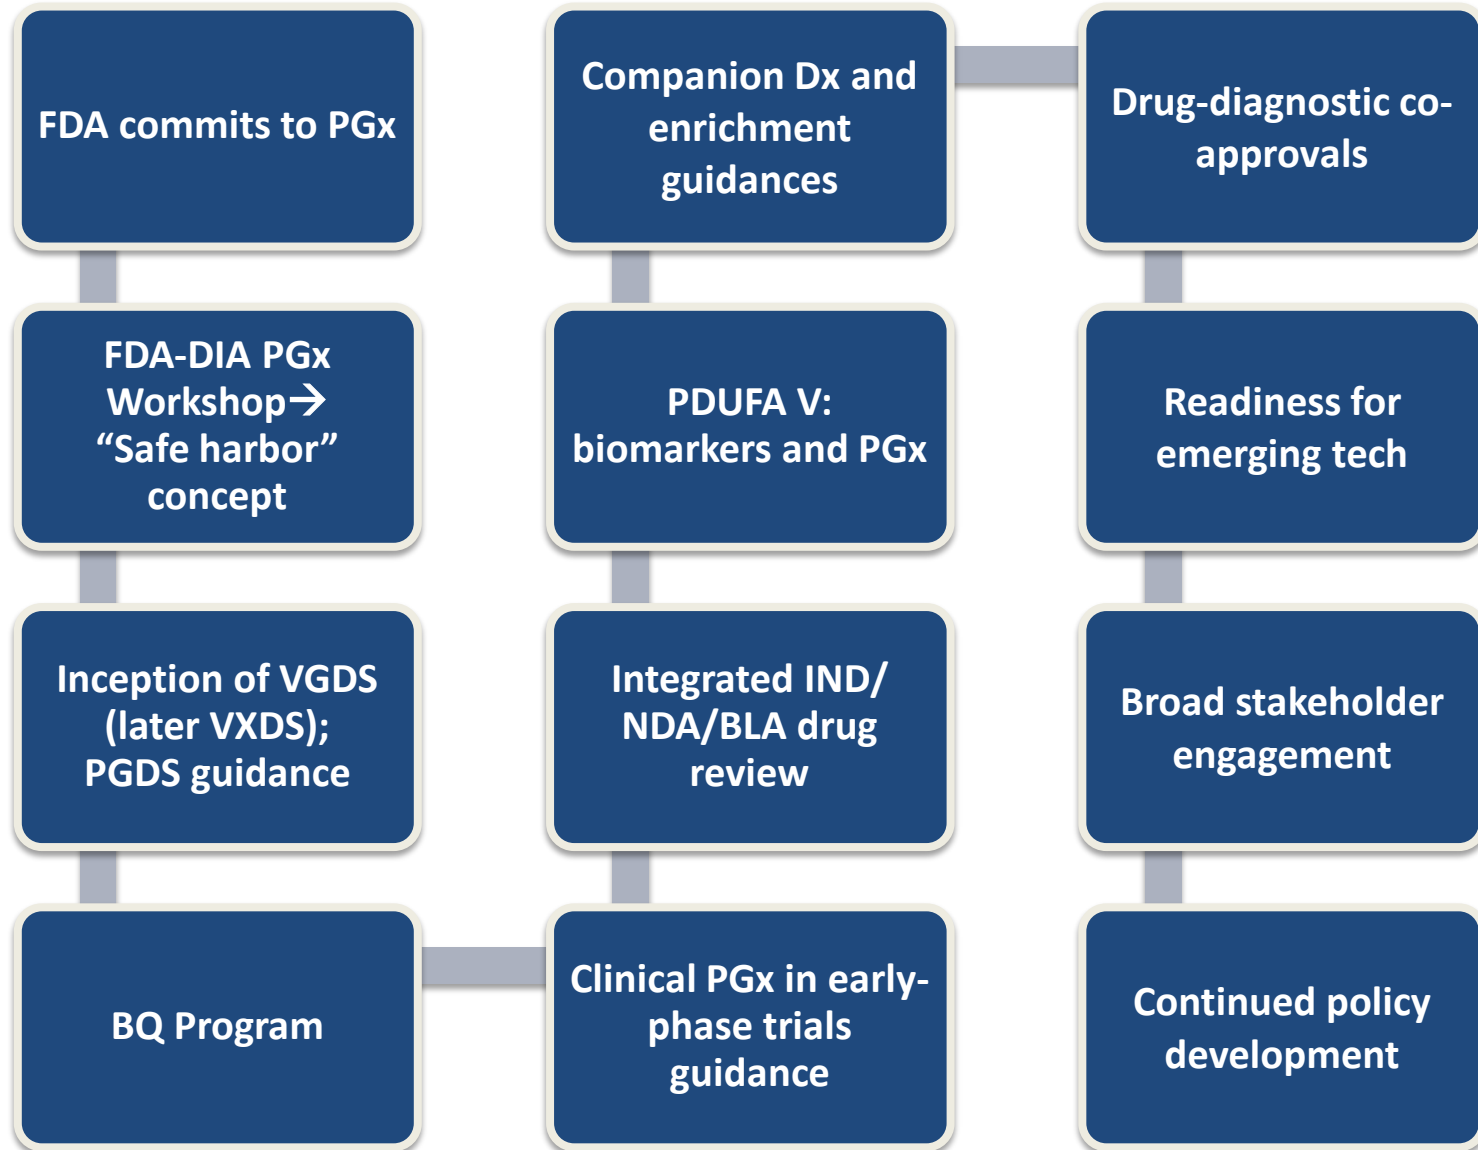 FDA commits to PGx
FDA-DIA PGx
Workshop→
“Safe harbor”
concept
Inception of VGDS
(later VXDS);
PGDS guidance
BQ Program
Clinical PGx in early-
phase trials
guidance
Integrated IND/
NDA/BLA drug
review
PDUFA V:
biomarkers and PGx
Companion Dx and
enrichment
guidances
Drug-diagnostic co-
approvals
Readiness for
emerging tech
Broad stakeholder
engagement
Continued policy
development